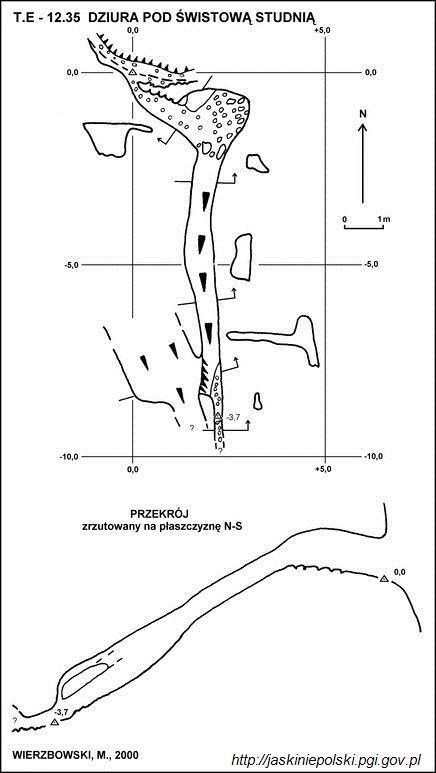 T.E - 12.35 DZIURA POD ŚWISTOWĄ STUDNIĄ
0,0 +5,0
0,0 0,0
N
0 1m
-5,0 -5,0
-3,7
? ?
-10,0 -10,0
0,0 +5,0
PRZEKRÓJ
zrzutowany na płaszczyznę N-S
0,0
-3,7
?
WIERZBOWSKI, M., 2000
http://jaskiniepolski.pgi.gov.pl